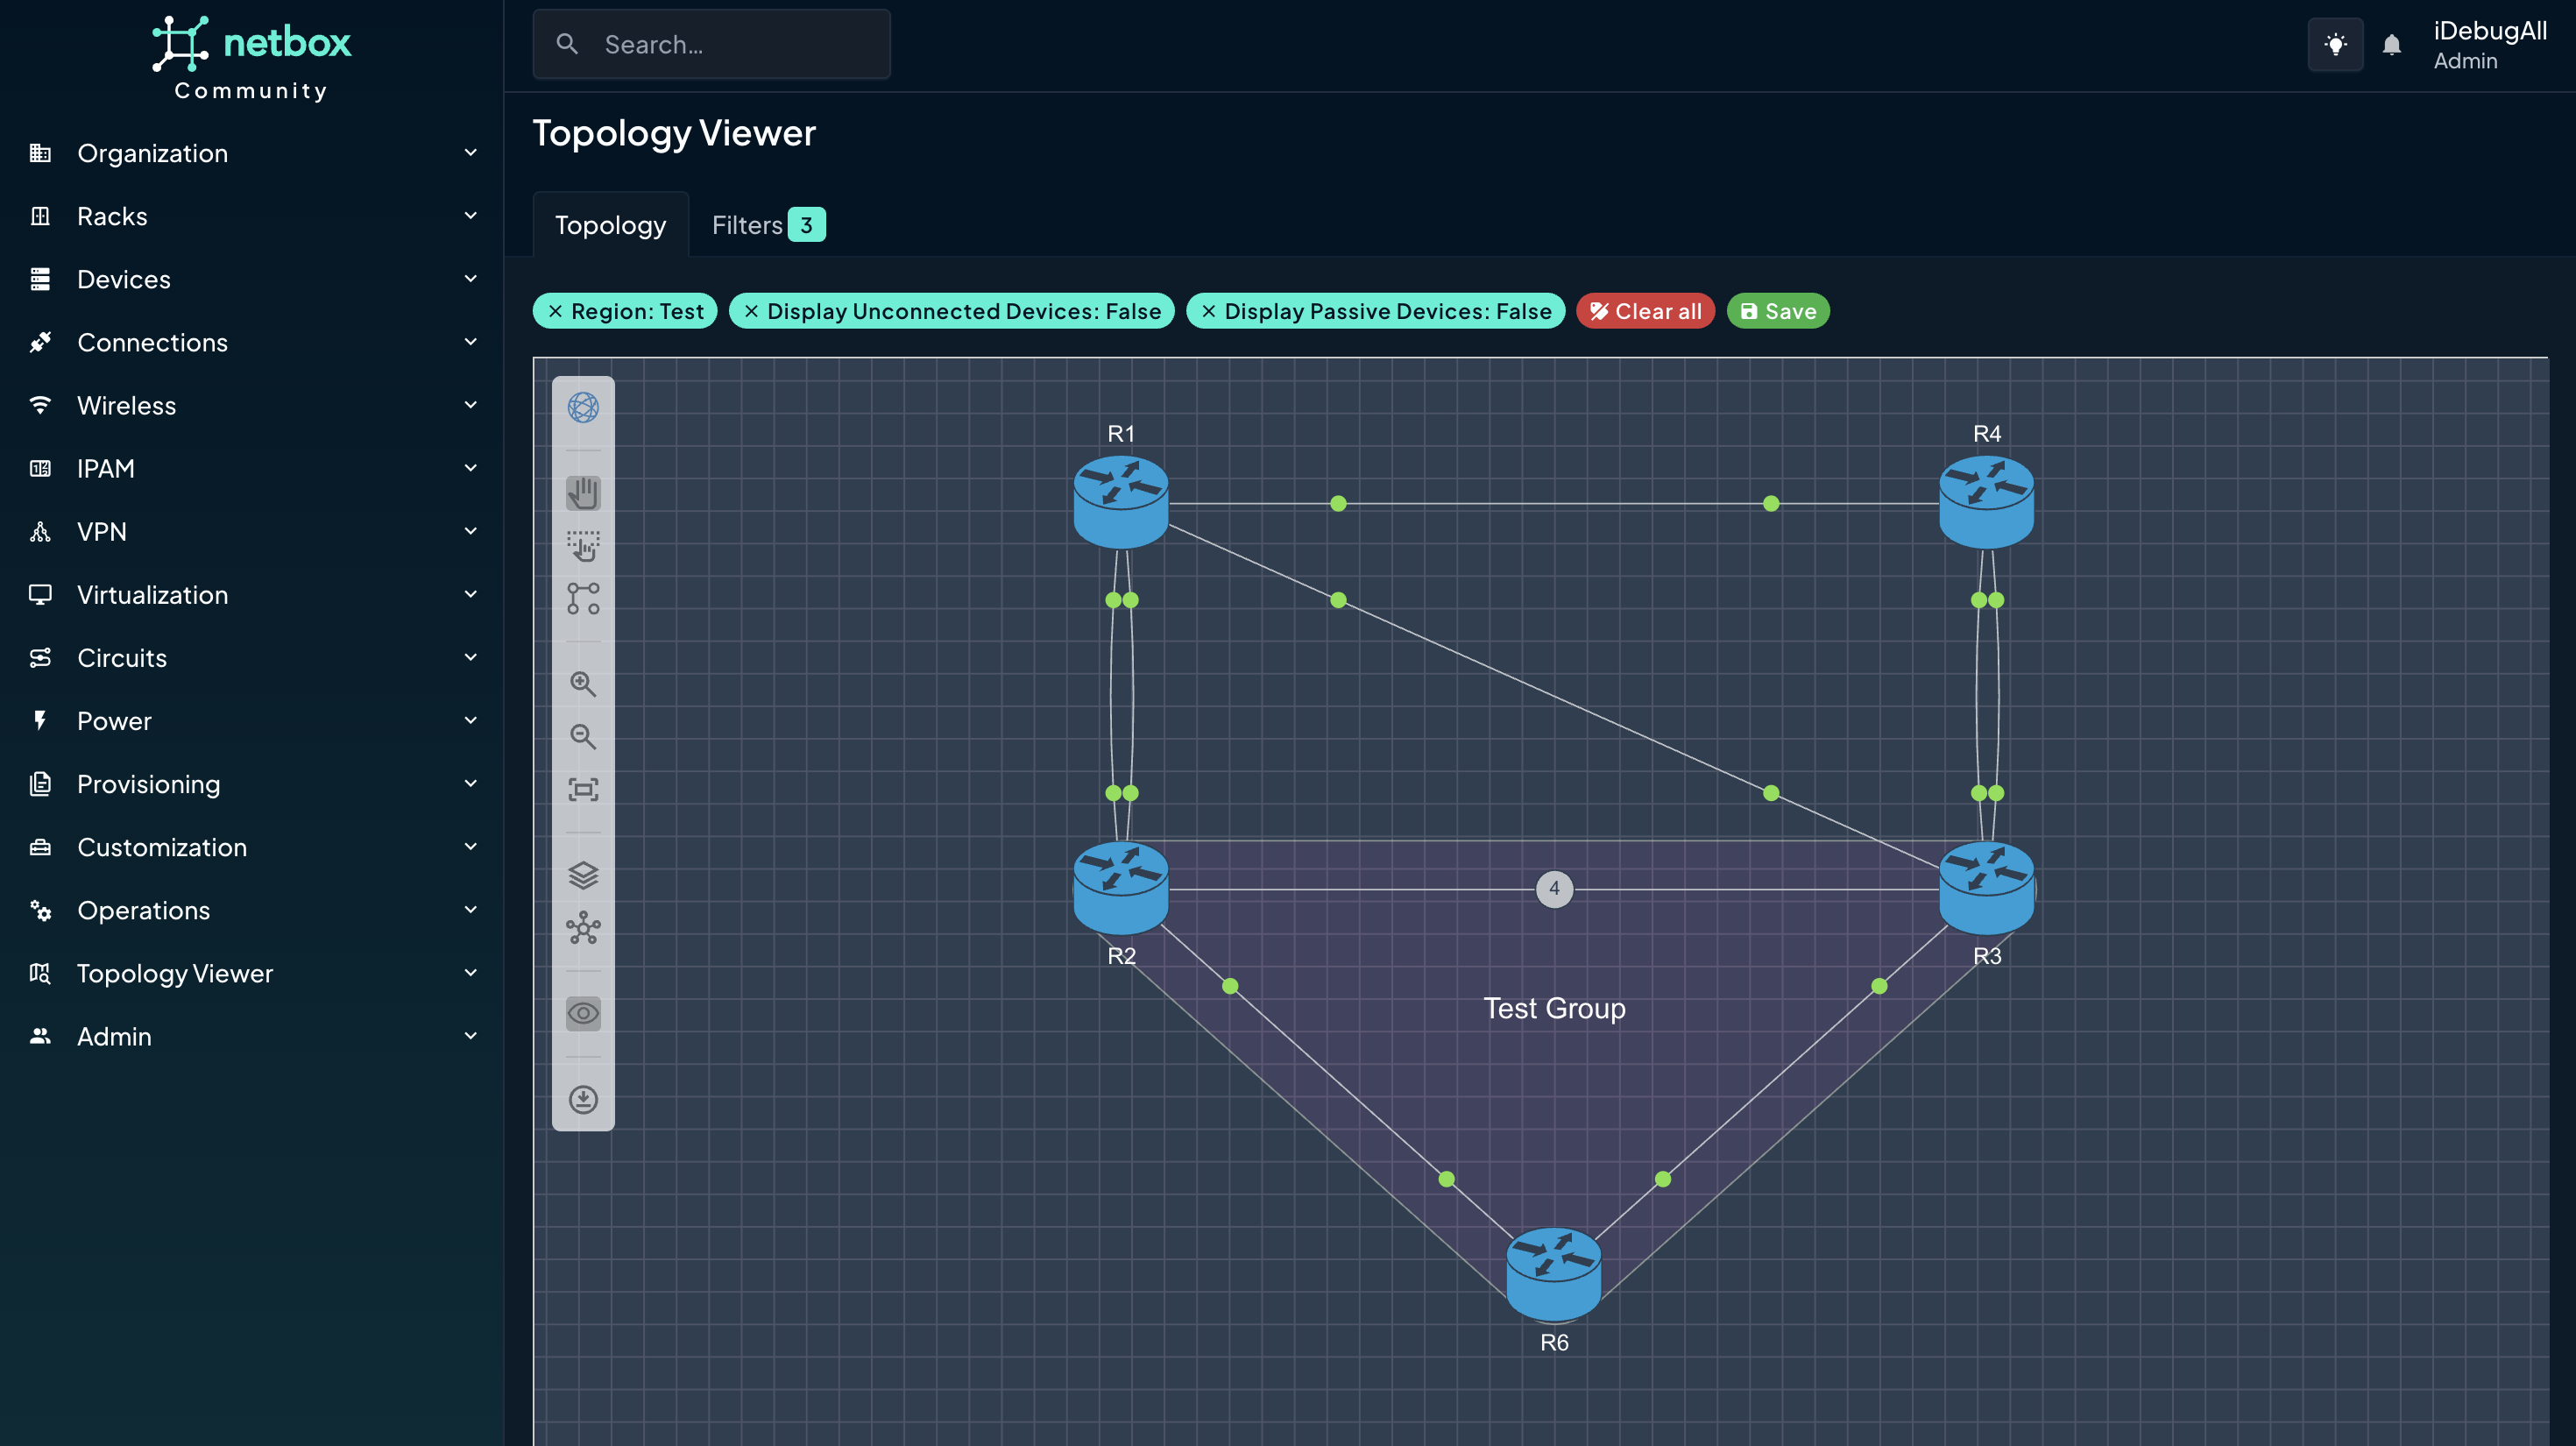 netbox
Community
Search...
iDebugAll
Admin
Organization
Racks
Devices
Connections
Wireless
IPAM
VPN
Virtualization
Circuits
Power
Provisioning
Customization
Operations
Topology Viewer
Admin
Topology Viewer
Topology
Filters 3
Region: Test
Display Unconnected Devices: False
Display Passive Devices: False
Clear all
Save
R1
R4
4
R2
R3
Test Group
R6